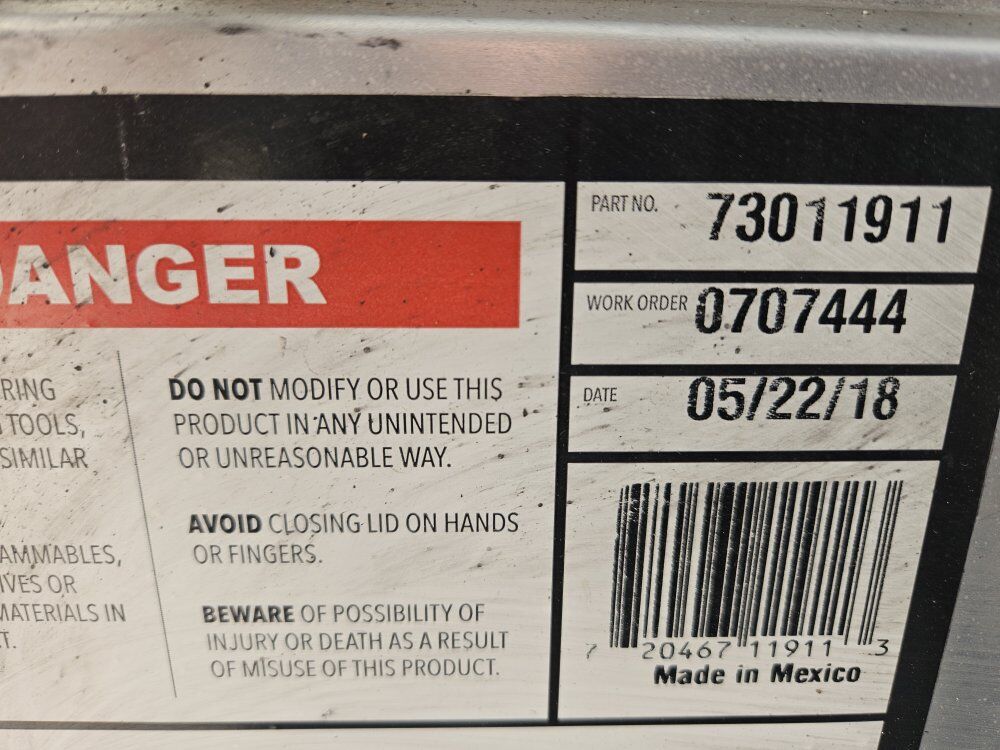 DANGER
RING
TOOLS,
SIMILAR
AMMABLES,
IVES OR
MATERIALS IN
T.
DO NOT MODIFY OR USE THIS
PRODUCT IN ANY UNINTENDED
OR UNREASONABLE WAY.
AVOID CLOSING LID ON HANDS
OR FINGERS.
BEWARE OF POSSIBILITY OF
INJURY OR DEATH AS A RESULT
OF MISUSE OF THIS PRODUCT.
PART NO. 73011911
WORK ORDER 0707444
DATE 05/22/18
7 20467 11911 3
Made in Mexico